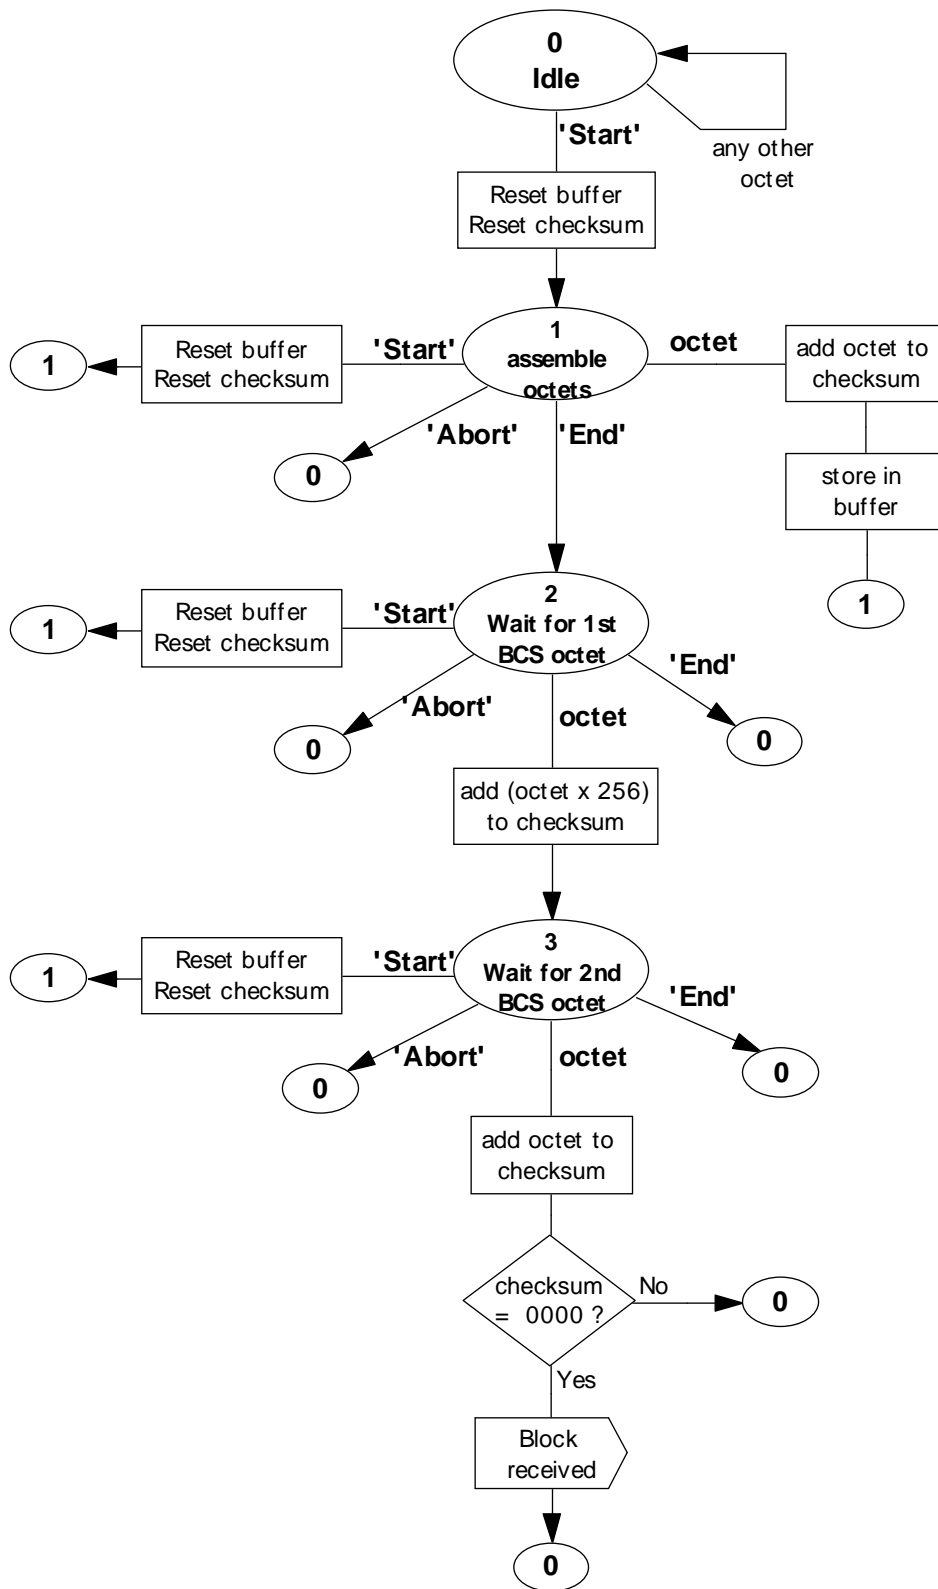 0
Idle
'Start'
any other
octet
Reset buffer
Reset checksum
1
Reset buffer
Reset checksum
'Start'
1
assemble
octets
octet
add octet to
checksum
'Abort'
'End'
0
store in
buffer
1
1
Reset buffer
Reset checksum
'Start'
2
Wait for 1st
BCS octet
'End'
'Abort'
octet
0
0
add (octet x 256)
to checksum
1
Reset buffer
Reset checksum
'Start'
3
Wait for 2nd
BCS octet
'End'
'Abort'
octet
0
0
add octet to
checksum
checksum
= 0000 ?
No
0
Yes
Block
received
0